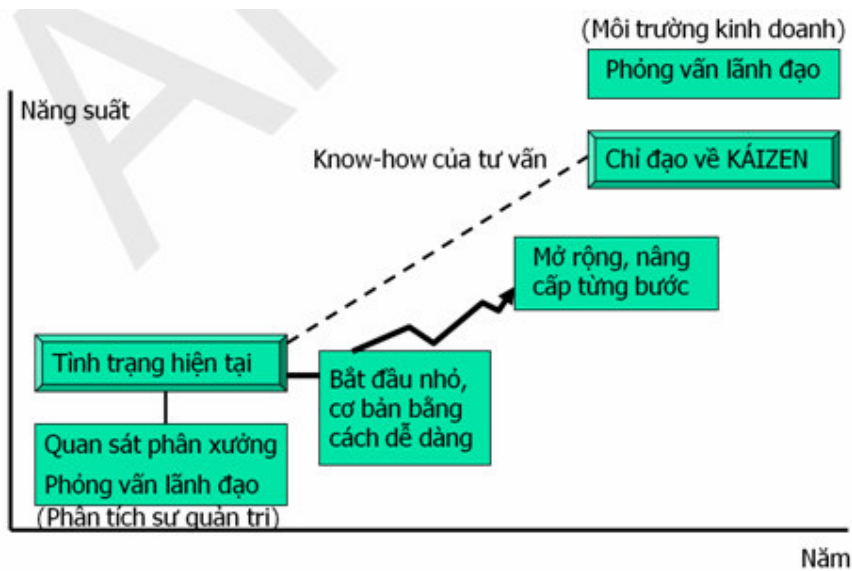 (Môi trường kinh doanh)
Phỏng vấn lãnh đạo
Năng suất
Know-how của tư vấn
Chỉ đạo về KÁIZEN
Mở rộng, nâng
cấp từng bước
Tình trạng hiện tại
Bắt đầu nhỏ,
cơ bản bằng
cách dễ dàng
Quan sát phân xưởng
Phỏng vấn lãnh đạo
(Phân tích sư quản tri)
Năm